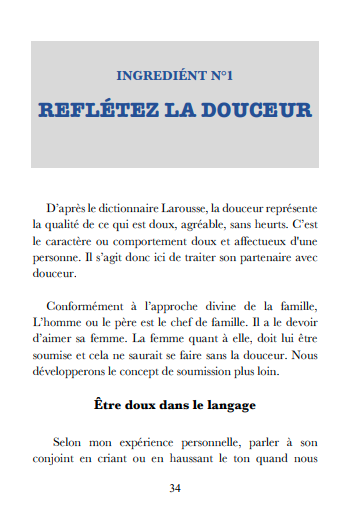 INGREDIÉNT N°1
REFLÉTEZ LA DOUCEUR
D’après le dictionnaire Larousse, la douceur représente
la qualité de ce qui est doux, agréable, sans heurts. C’est
le caractère ou comportement doux et affectueux d'une
personne. Il s’agit donc ici de traiter son partenaire avec
douceur.
Conformément à l’approche divine de la famille,
L’homme ou le père est le chef de famille. Il a le devoir
d’aimer sa femme. La femme quant à elle, doit lui être
soumise et cela ne saurait se faire sans la douceur. Nous
développerons le concept de soumission plus loin.
Être doux dans le langage
Selon mon expérience personnelle, parler à son
conjoint en criant ou en haussant le ton quand nous
34